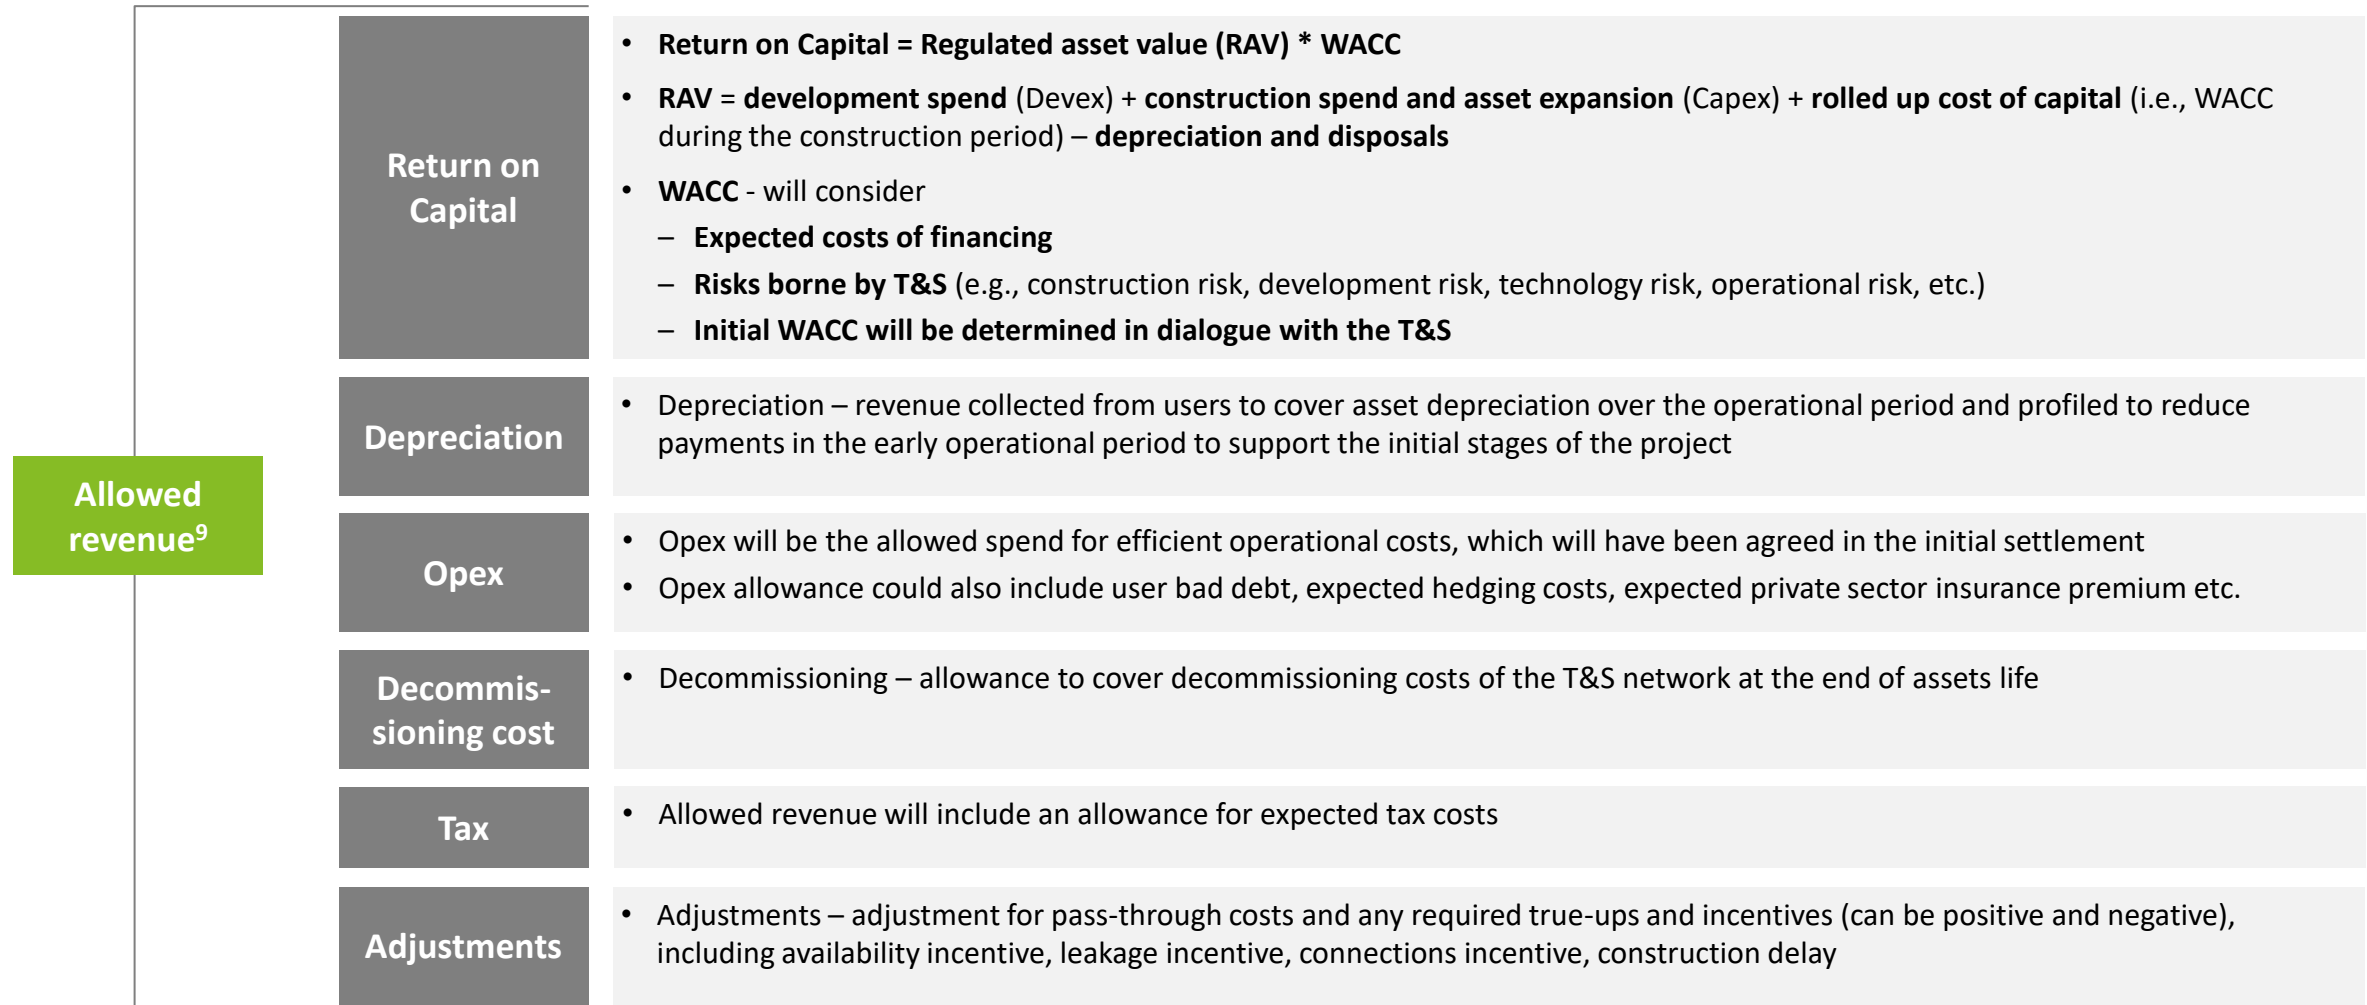 Allowed
revenue9
Return on
Capital
• Return on Capital = Regulated asset value (RAV) * WACC
• RAV = development spend (Devex) + construction spend and asset expansion (Capex) + rolled up cost of capital (i.e., WACC
during the construction period) – depreciation and disposals
• WACC - will consider
– Expected costs of financing
– Risks borne by T&S (e.g., construction risk, development risk, technology risk, operational risk, etc.)
– Initial WACC will be determined in dialogue with the T&S
Depreciation
• Depreciation – revenue collected from users to cover asset depreciation over the operational period and profiled to reduce
payments in the early operational period to support the initial stages of the project
Opex
• Opex will be the allowed spend for efficient operational costs, which will have been agreed in the initial settlement
• Opex allowance could also include user bad debt, expected hedging costs, expected private sector insurance premium etc.
Decommis-
sioning cost
• Decommissioning – allowance to cover decommissioning costs of the T&S network at the end of assets life
Tax
• Allowed revenue will include an allowance for expected tax costs
Adjustments
• Adjustments – adjustment for pass-through costs and any required true-ups and incentives (can be positive and negative),
including availability incentive, leakage incentive, connections incentive, construction delay